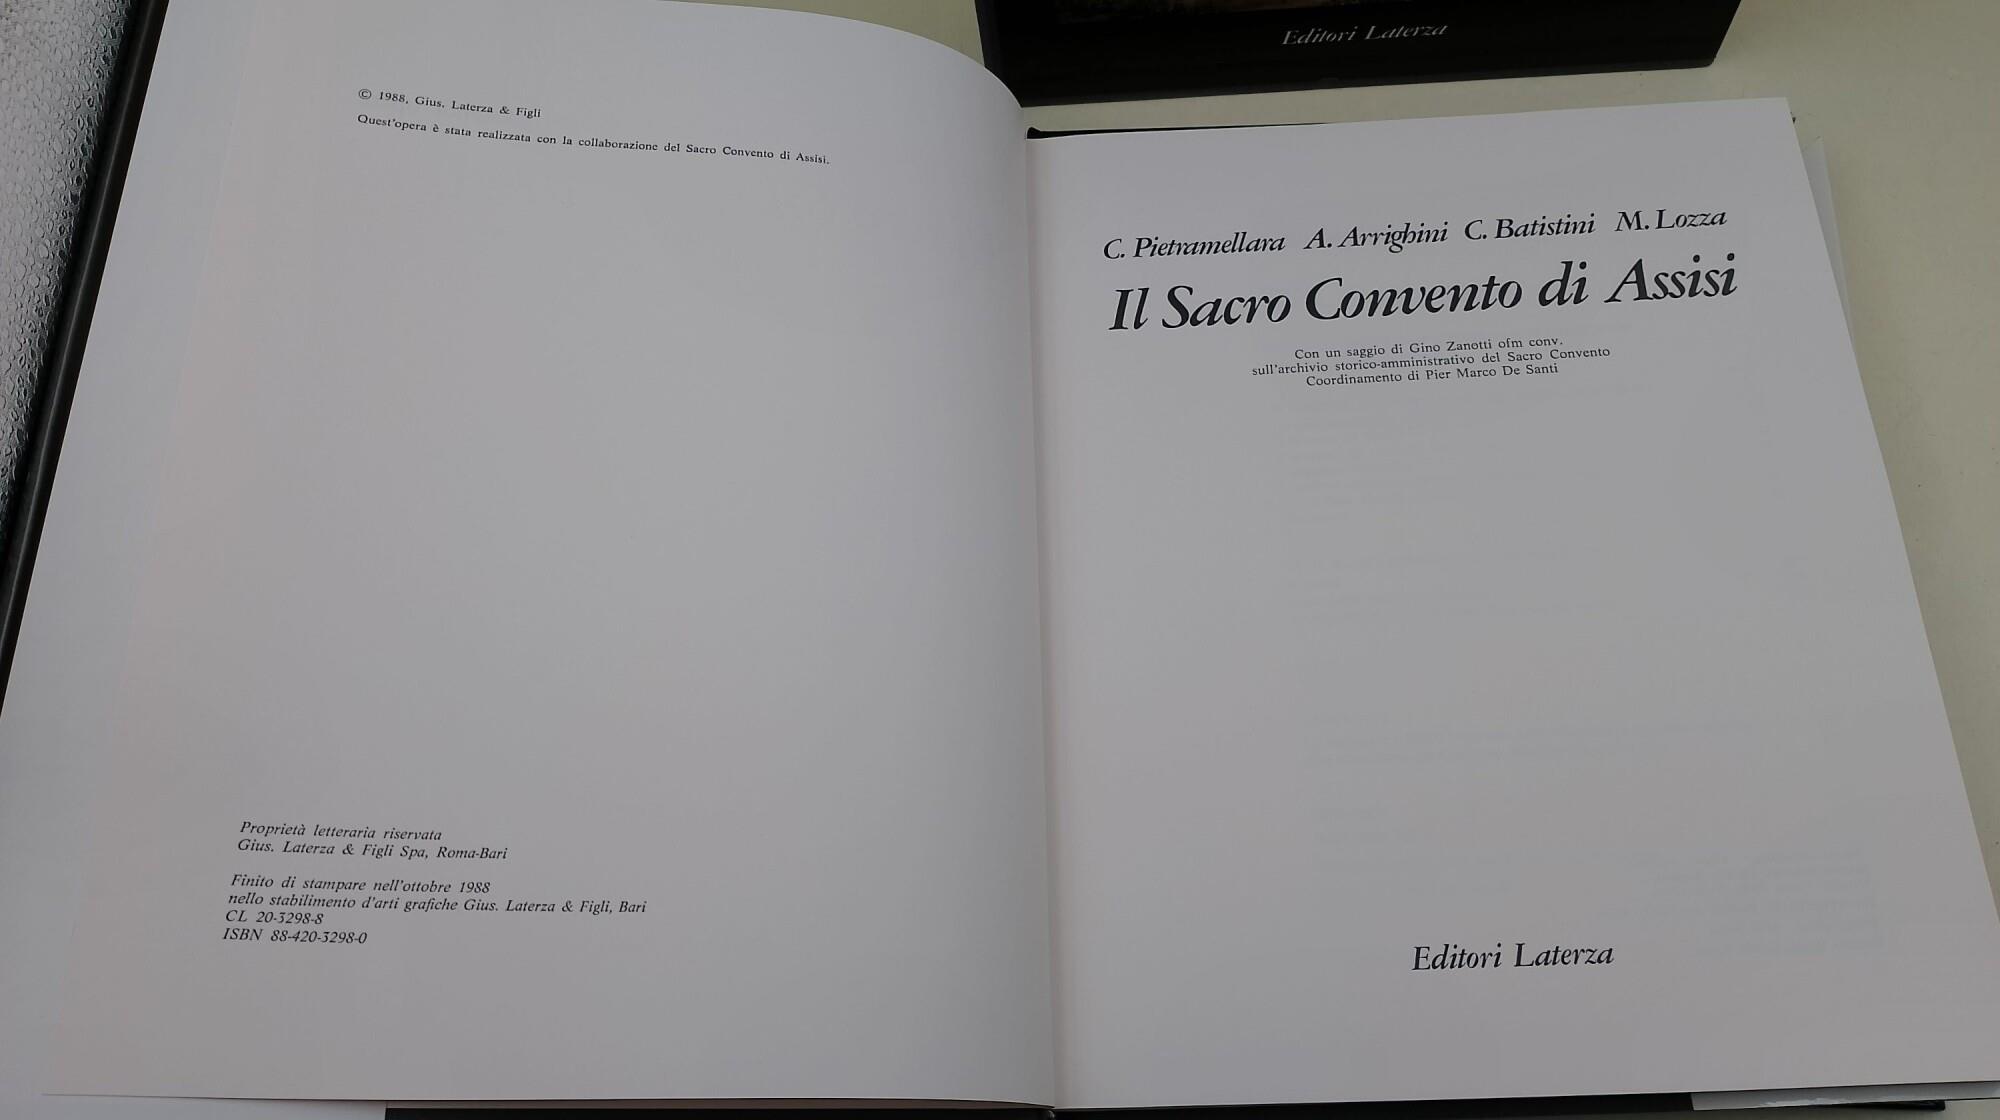 Editori Laterza
© 1988, Gius. Laterza & Figli
Quest'opera è stata realizzata con la collaborazione del Sacro Convento di Assisi.
Proprietà letteraria riservata
Gius. Laterza & Figli Spa, Roma-Bari
Finito di stampare nell'ottobre 1988
nello stabilimento d'arti grafiche Gius. Laterza & Figli, Bari
CL 20-3298-8
ISBN 88-420-3298-0
C. Pietramellara A. Arrighini C. Batistini M. Lozza
Il Sacro Convento di Assisi
Con un saggio di Gino Zanotti ofm conv.
sull'archivio storico-amministrativo del Sacro Convento
Coordinamento di Pier Marco De Santi
Editori Laterza